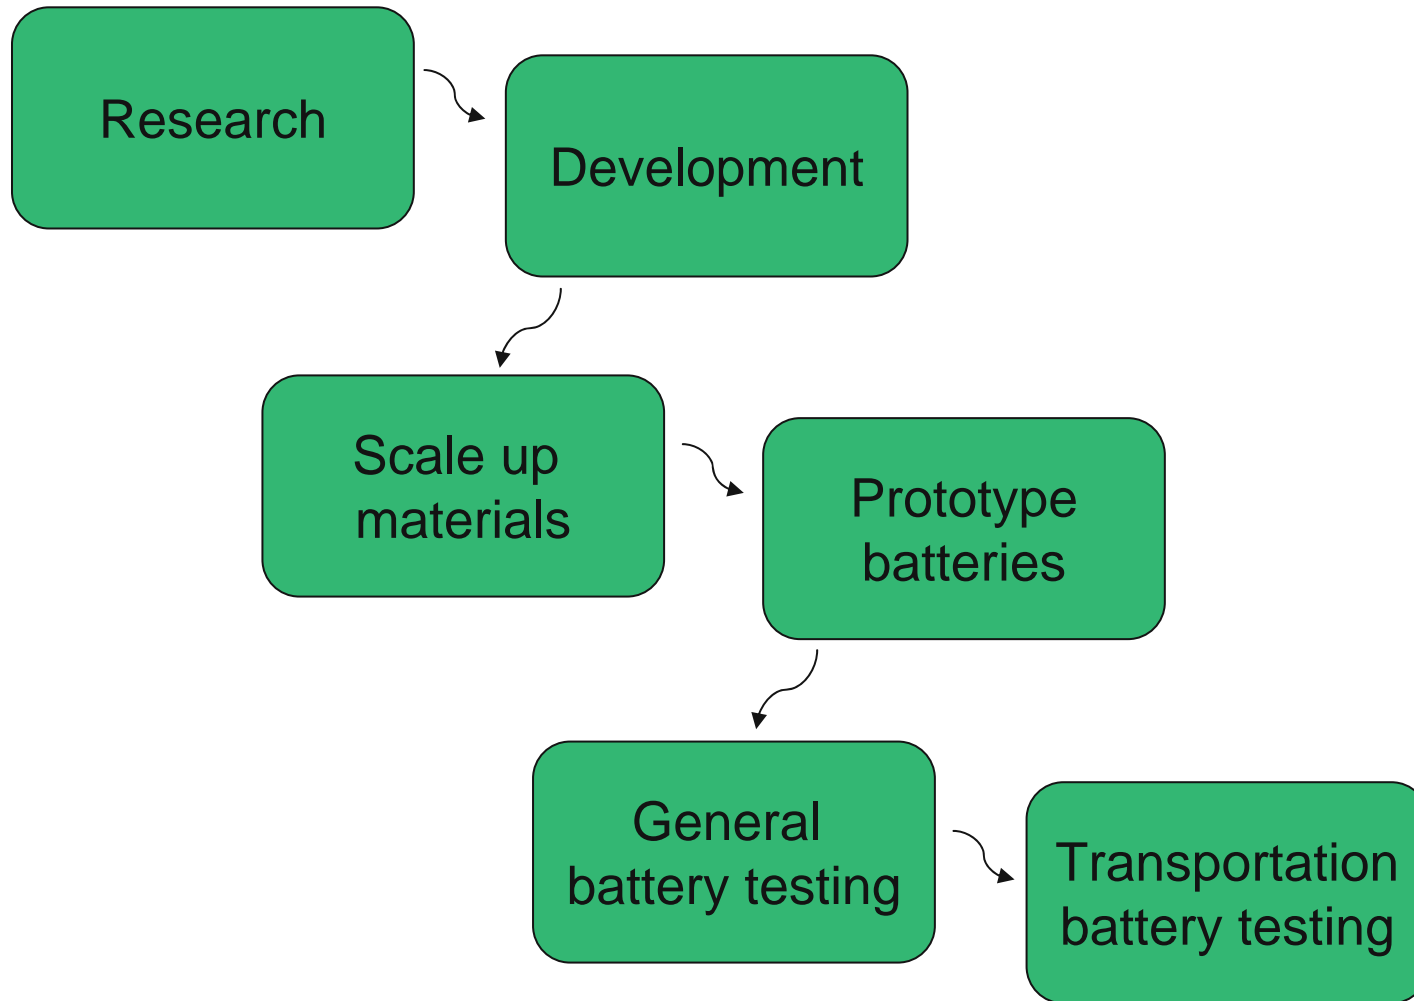 Research
Development
Scale up
materials
Prototype
batteries
General
battery testing
Transportation
battery testing